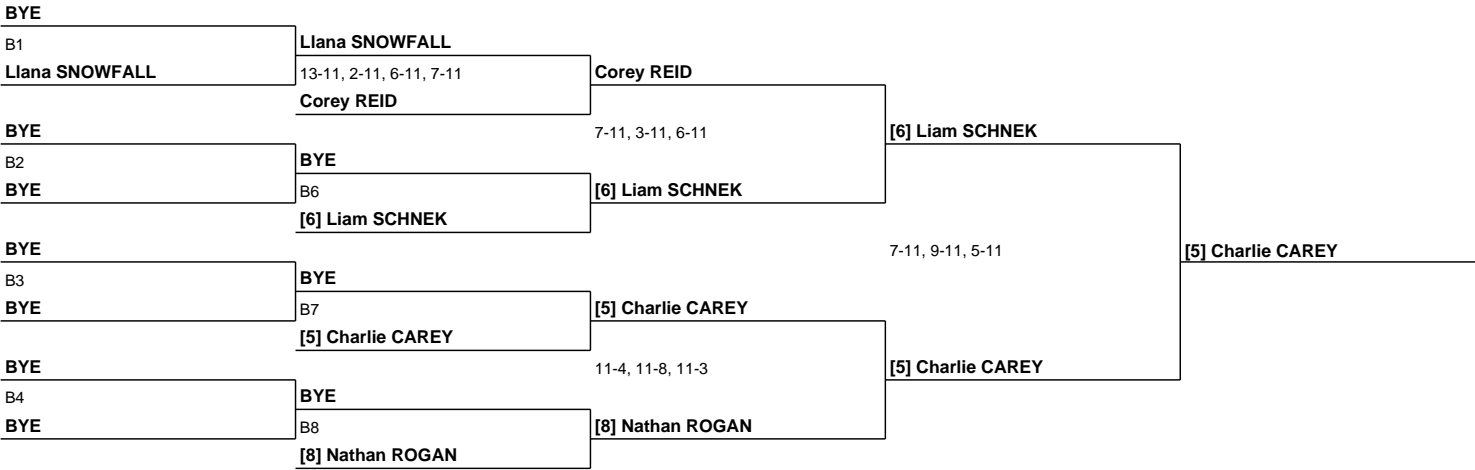 BYE
B1
Llana SNOWFALL
Llana SNOWFALL
13-11, 2-11, 6-11, 7-11
Corey REID
Corey REID
BYE
B2
BYE
BYE
B6
[6] Liam SCHNEK
7-11, 3-11, 6-11
[6] Liam SCHNEK
[6] Liam SCHNEK
BYE
B3
BYE
BYE
B7
[5] Charlie CAREY
[5] Charlie CAREY
7-11, 9-11, 5-11
[5] Charlie CAREY
BYE
B4
BYE
BYE
B8
[8] Nathan ROGAN
11-4, 11-8, 11-3
[8] Nathan ROGAN
[5] Charlie CAREY